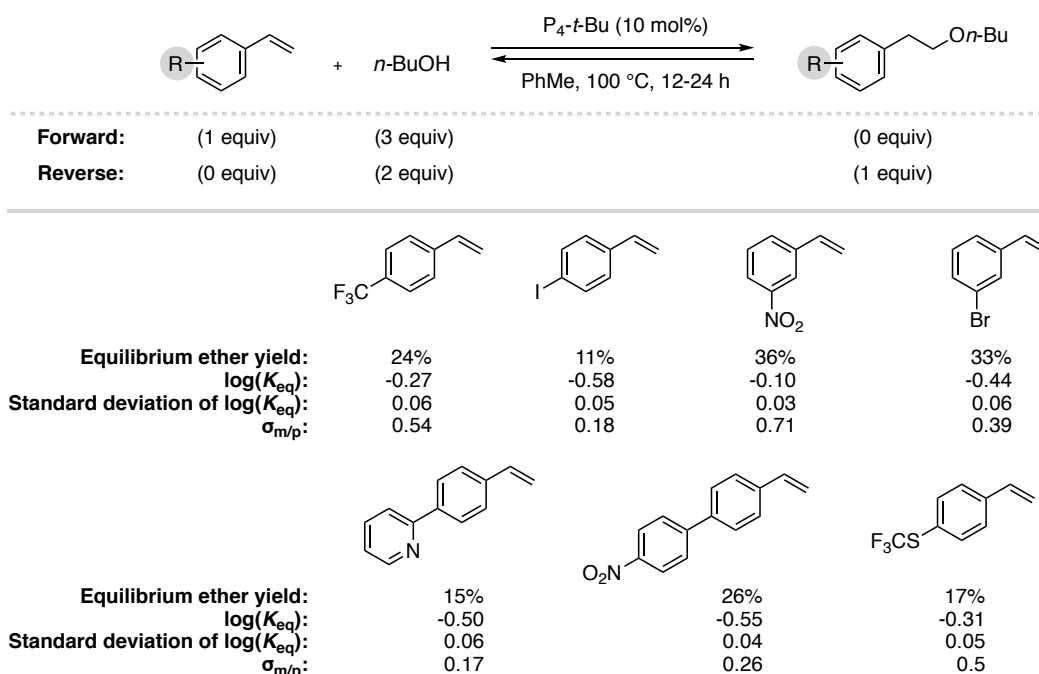 P4-t-Bu (10 mol%)
R + n-BuOH R On-Bu
PhMe, 100 °C, 12-24 h
Forward: (1 equiv) (3 equiv) (0 equiv)
Reverse: (0 equiv) (2 equiv) (1 equiv)
F3C I NO2 Br
Equilibrium ether yield: 24% 11% 36% 33%
log(Keq): -0.27 -0.58 -0.10 -0.44
Standard deviation of log(Keq): 0.06 0.05 0.03 0.06
σm/p: 0.54 0.18 0.71 0.39
N O2N F3CS
Equilibrium ether yield: 15% 26% 17%
log(Keq): -0.50 -0.55 -0.31
Standard deviation of log(Keq): 0.06 0.04 0.05
σm/p: 0.17 0.26 0.5